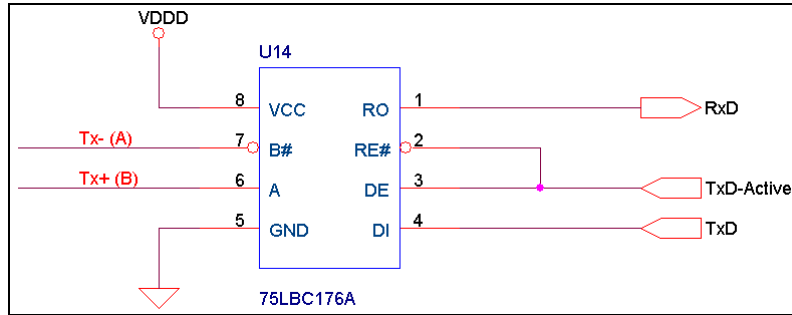 VDDD
U14
8 VCC RO 1 RxD
Tx- (A) 7 B# RE# 2
Tx+ (B) 6 A DE 3 TxD-Active
5 GND DI 4 TxD
75LBC176A